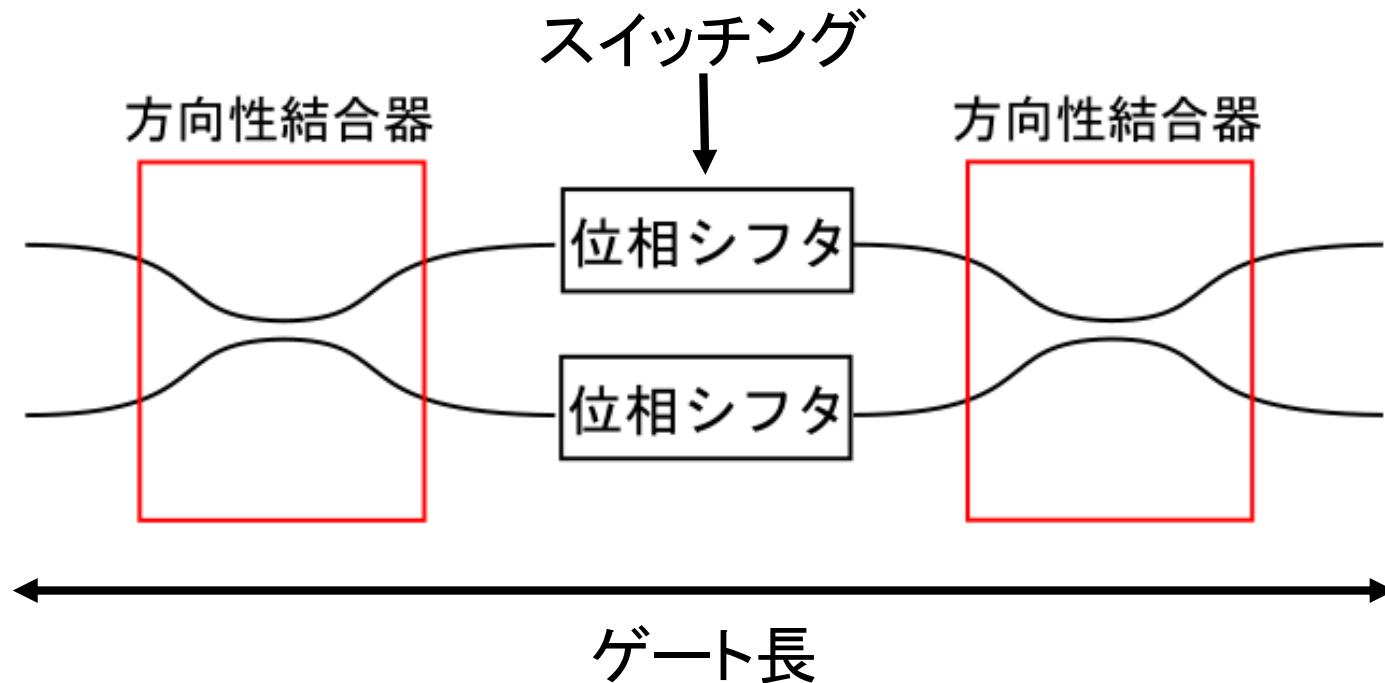 スイッチング
方向性結合器
方向性結合器
位相シフタ
位相シフタ
ゲート長